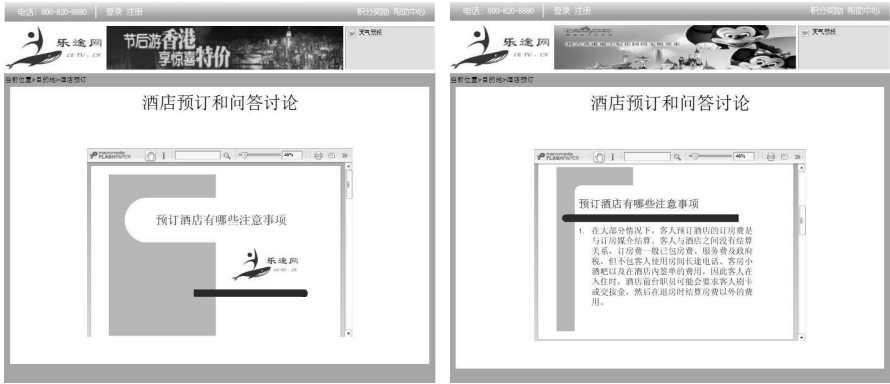 电话: 800-820-8880 登录 注册 积分奖励 帮助中心
乐途网
LE TU . CN
节后游香港
享惊喜特价
天气预报
当前位置>目的地>酒店预订
酒店预订和问答讨论
macromedia
FLASHPAPER
46%
预订酒店有哪些注意事项
乐途网
LE TU . CN
电话: 800-820-8880 登录 注册 积分奖励 帮助中心
乐途网
LE TU . CN
天气预报
当前位置>目的地>酒店预订
酒店预订和问答讨论
macromedia
FLASHPAPER
46%
预订酒店有哪些注意事项
1. 在大部分情况下，客人预订酒店的订房费是
与订房媒介结算，客人与酒店之间没有结算
关系，订房费一般已包房费、服务费及政府
税，但不包客人使用房间长途电话、客房小
酒吧以及在酒店内签单的费用，因此客人在
入住时，酒店前台职员可能会要求客人刷卡
或交按金，然后在退房时结算房费以外的费
用。